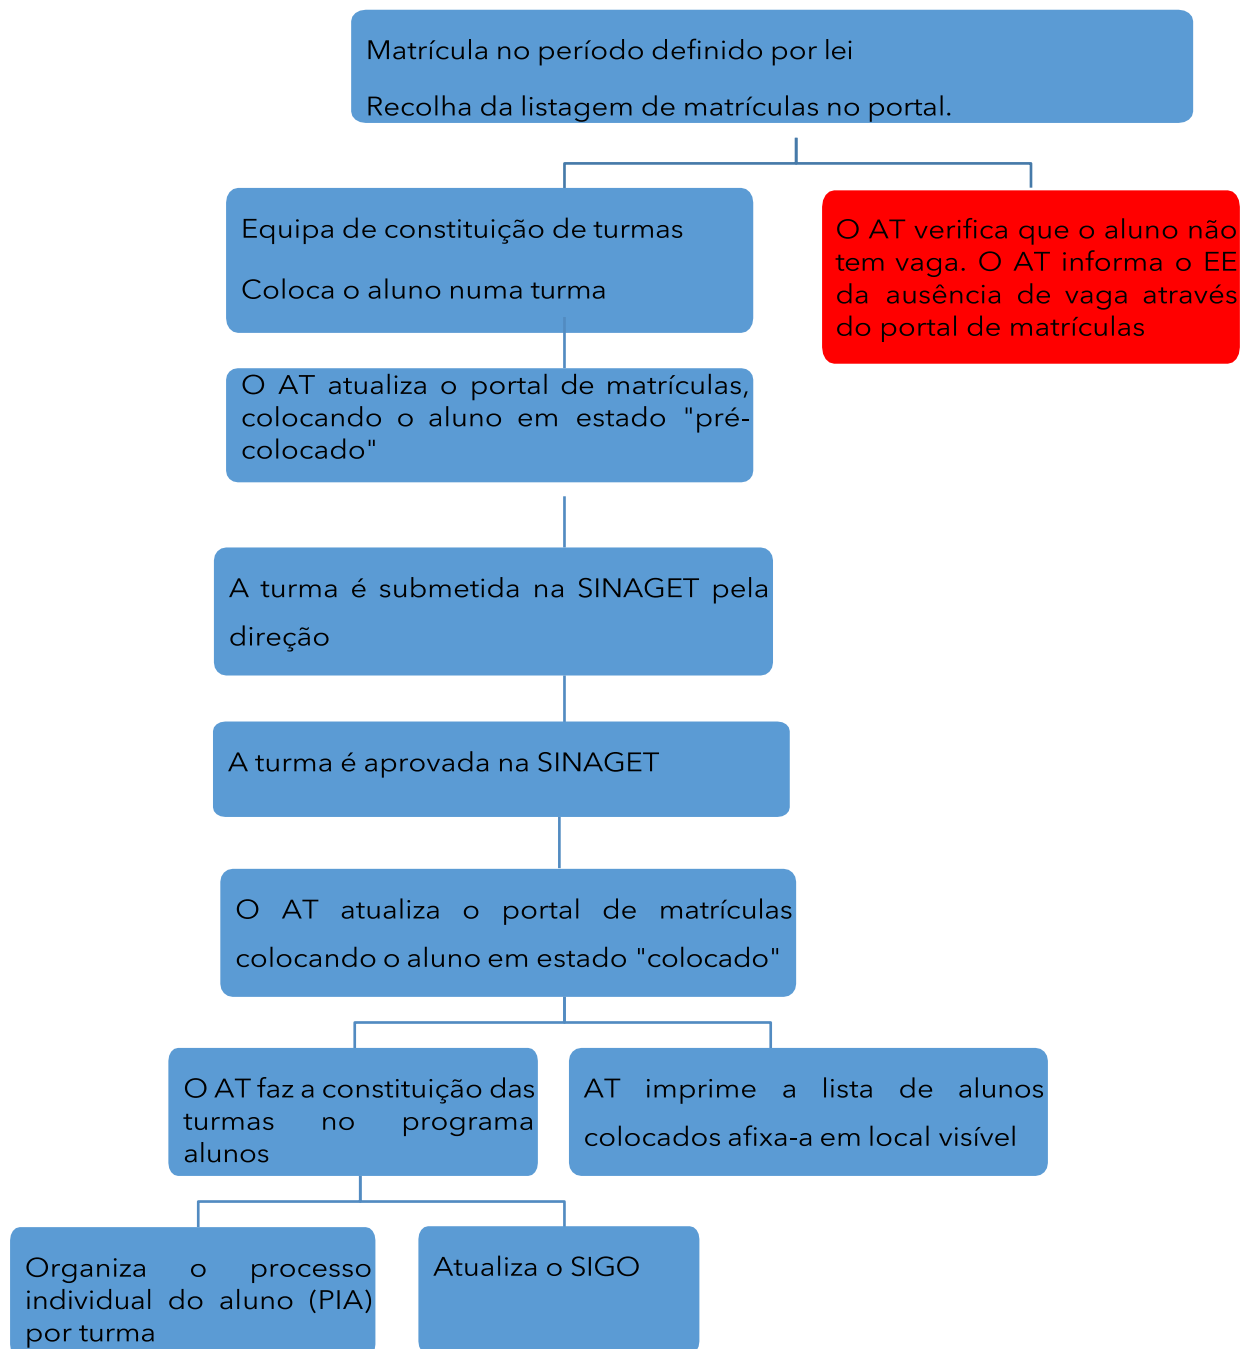 Matrícula no período definido por lei
Recolha da listagem de matrículas no portal.
Equipa de constituição de turmas
Coloca o aluno numa turma
O AT verifica que o aluno não
tem vaga. O AT informa o EE
da ausência de vaga através
do portal de matrículas
O AT atualiza o portal de matrículas,
colocando o aluno em estado "pré-
colocado"
A turma é submetida na SINAGET pela
direção
A turma é aprovada na SINAGET
O AT atualiza o portal de matrículas
colocando o aluno em estado "colocado"
O AT faz a constituição das
turmas no programa
alunos
AT imprime a lista de alunos
colocados afixa-a em local visível
Organiza o processo
individual do aluno (PIA)
por turma
Atualiza o SIGO